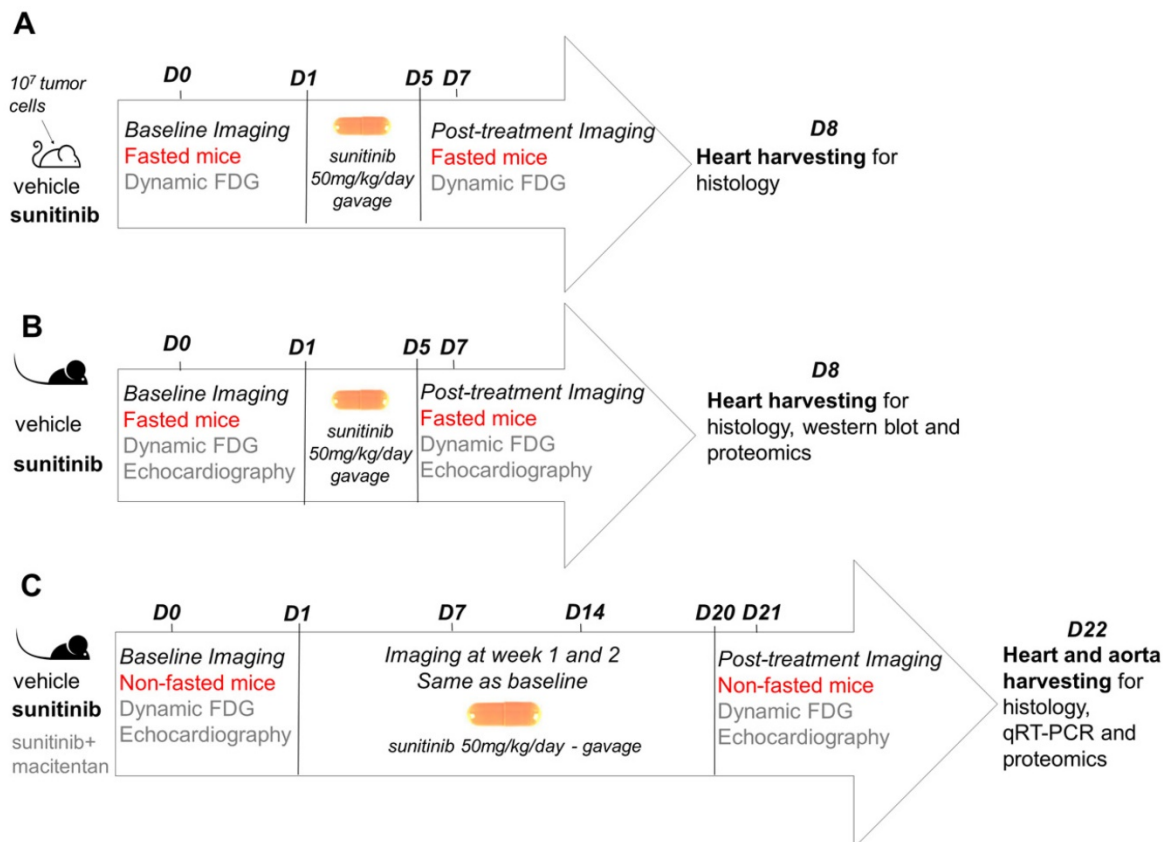 A
10⁷ tumor
cells
vehicle
sunitinib
D0
D1
D5
D7
Baseline Imaging
Fasted mice
Dynamic FDG
sunitinib
50mg/kg/day
gavage
Post-treatment Imaging
Fasted mice
Dynamic FDG
D8
Heart harvesting for
histology
B
vehicle
sunitinib
D0
D1
D5
D7
Baseline Imaging
Fasted mice
Dynamic FDG
Echocardiography
sunitinib
50mg/kg/day
gavage
Post-treatment Imaging
Fasted mice
Dynamic FDG
Echocardiography
D8
Heart harvesting for
histology, western blot and
proteomics
C
vehicle
sunitinib
sunitinib+
macitentan
D0
D1
D7
D14
D20
D21
Baseline Imaging
Non-fasted mice
Dynamic FDG
Echocardiography
Imaging at week 1 and 2
Same as baseline
sunitinib 50mg/kg/day - gavage
Post-treatment Imaging
Non-fasted mice
Dynamic FDG
Echocardiography
D22
Heart and aorta
harvesting for
histology,
qRT-PCR and
proteomics